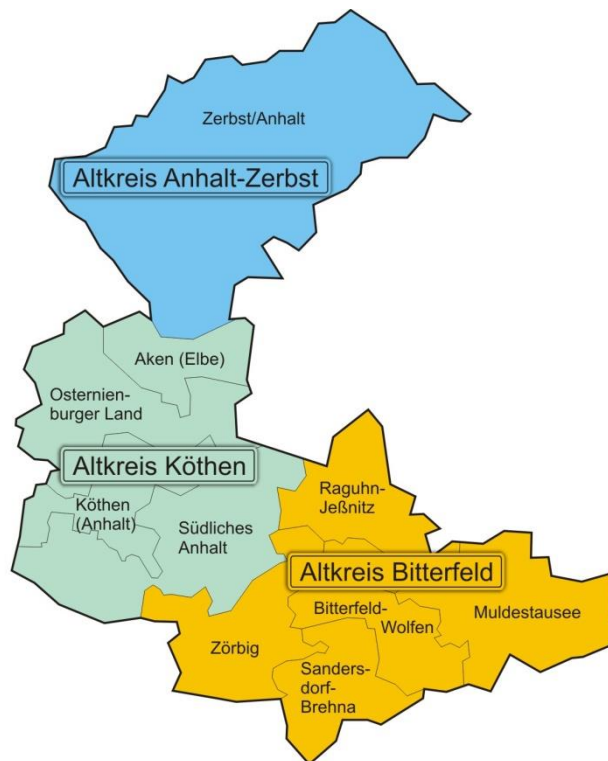 Zerbst/Anhalt
Altkreis Anhalt-Zerbst
Aken (Elbe)
Osternien-
burger Land
Altkreis Köthen
Köthen
(Anhalt)
Südliches
Anhalt
Raguhn-
Jeßnitz
Altkreis Bitterfeld
Bitterfeld-
Wolfen
Muldestausee
Zörbig
Sanders-
dorf-
Brehna